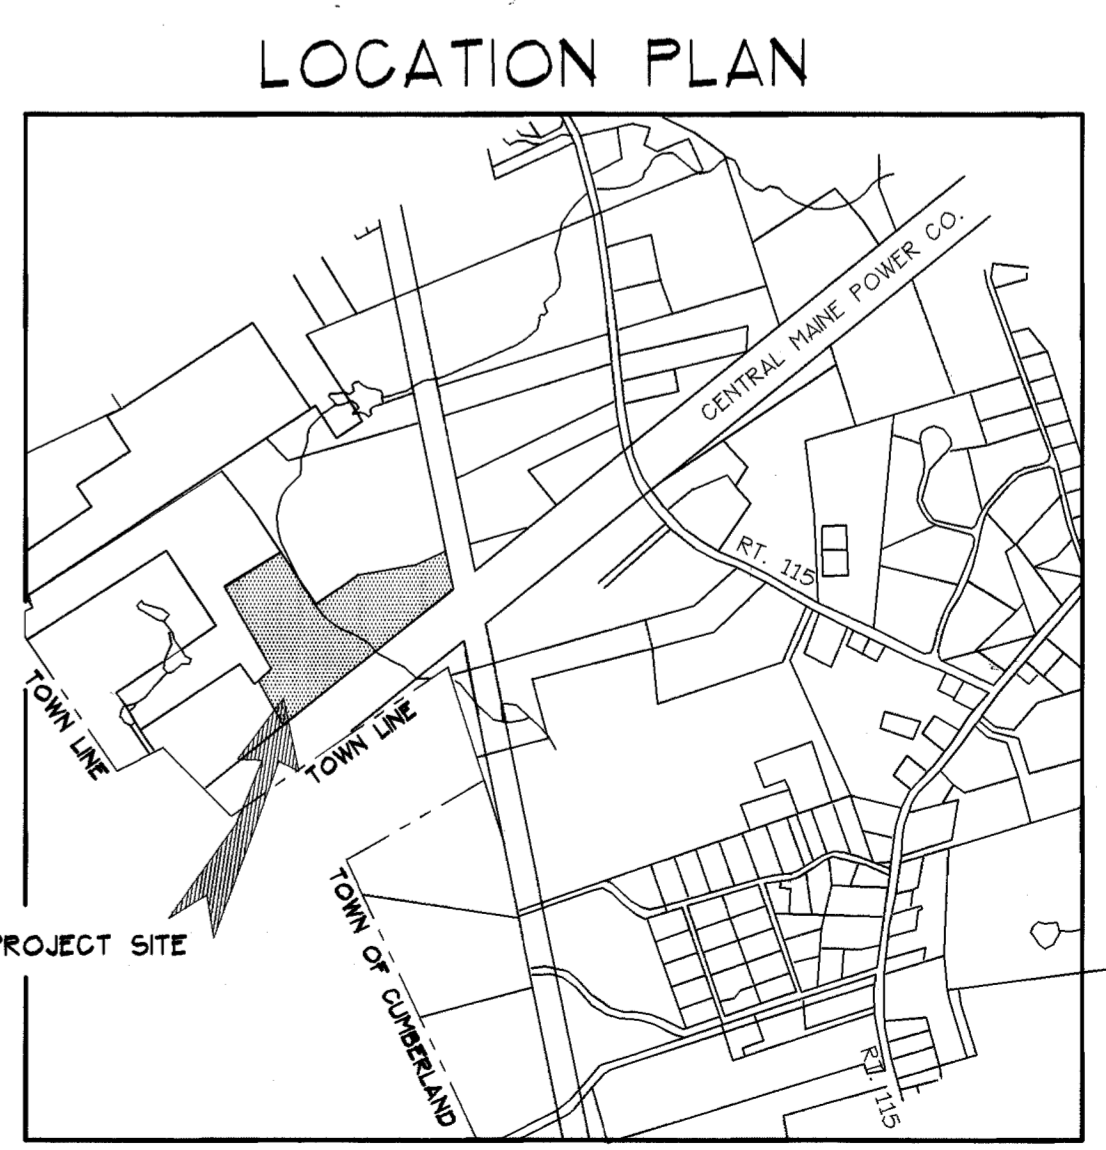 LOCATION PLAN
CENTRAL MAINE POWER CO.
RT. 115
TOWN LINE
TOWN LINE
TOWN OF CUMBERLAND
PROJECT SITE
RT. 115